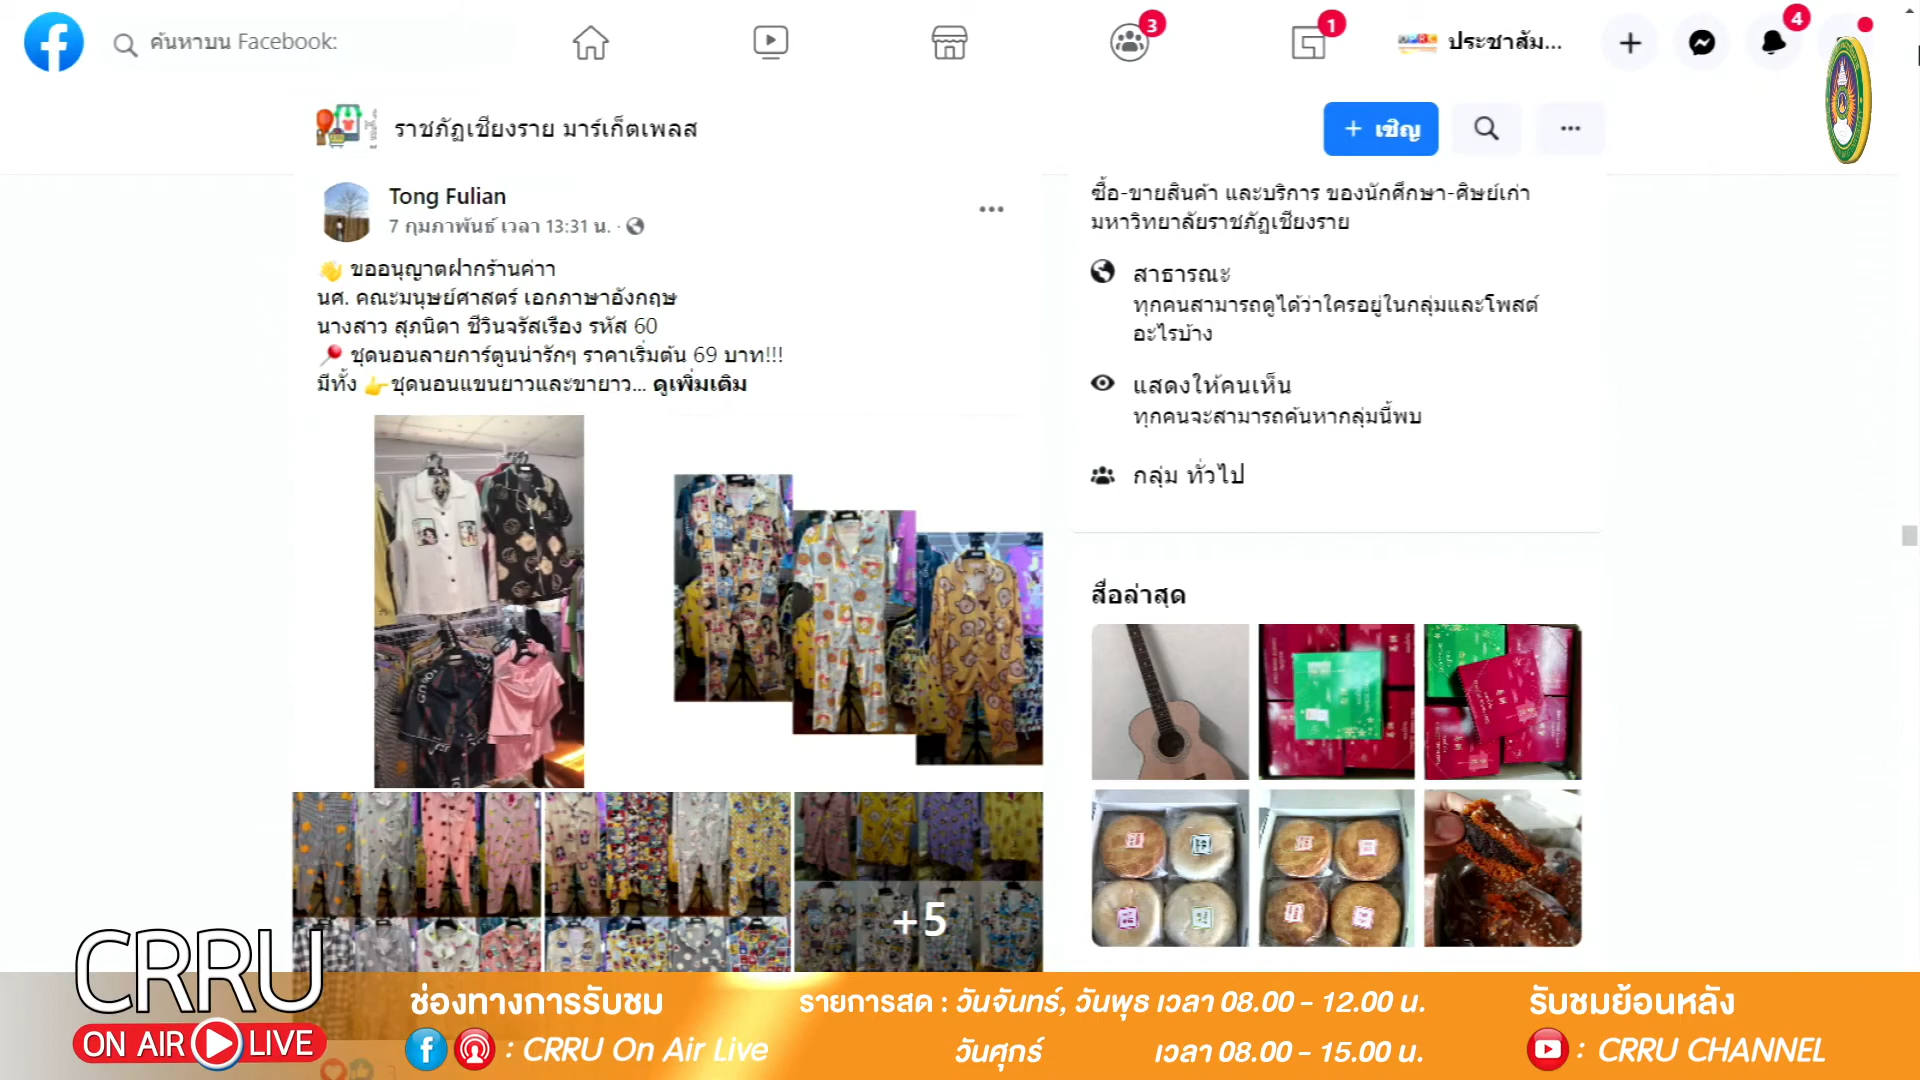 ค้นหาบน Facebook:
3
1
ประชาสัม...
4
ราชภัฏเชียงราย มาร์เก็ตเพลส
+ เชิญ
Tong Fulian
7 กุมภาพันธ์ เวลา 13:31 น. ·
👋 ขออนุญาตฝากร้านค่าา
นศ. คณะมนุษย์ศาสตร์ เอกภาษาอังกฤษ
นางสาว สุภนิดา ชีวินจรัสเรือง รหัส 60
📍 ชุดนอนลายการ์ตูนน่ารักๆ ราคาเริ่มต้น 69 บาท!!!
มีทั้ง 👉ชุดนอนแขนยาวและขายาว... ดูเพิ่มเติม
+5
ซื้อ-ขายสินค้า และบริการ ของนักศึกษา-ศิษย์เก่า
มหาวิทยาลัยราชภัฏเชียงราย
สาธารณะ
ทุกคนสามารถดูได้ว่าใครอยู่ในกลุ่มและโพสต์
อะไรบ้าง
แสดงให้คนเห็น
ทุกคนจะสามารถค้นหากลุ่มนี้พบ
กลุ่ม ทั่วไป
สื่อล่าสุด
CRRU
ON AIR LIVE
ช่องทางการรับชม
: CRRU On Air Live
รายการสด : วันจันทร์, วันพุธ เวลา 08.00 - 12.00 น.
วันศุกร์ เวลา 08.00 - 15.00 น.
รับชมย้อนหลัง
: CRRU CHANNEL